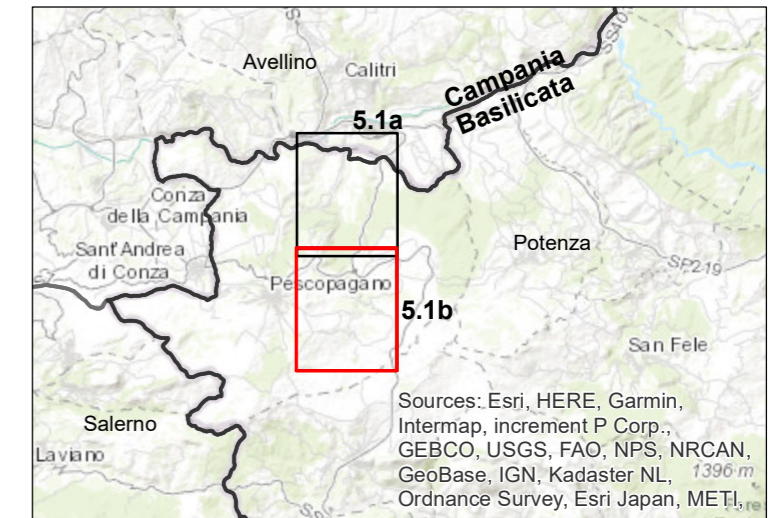 Avellino
Calitri
Campania
Basilicata
5.1a
Conza
della Campania
Sant'Andrea
di Conza
Potenza
SP219
Pescopagano
5.1b
San Fele
Salerno
Laviano
Sources: Esri, HERE, Garmin,
Intermap, increment P Corp.,
GEBCO, USGS, FAO, NPS, NRCAN,
GeoBase, IGN, Kadaster NL,
Ordnance Survey, Esri Japan, METI,
1396 m